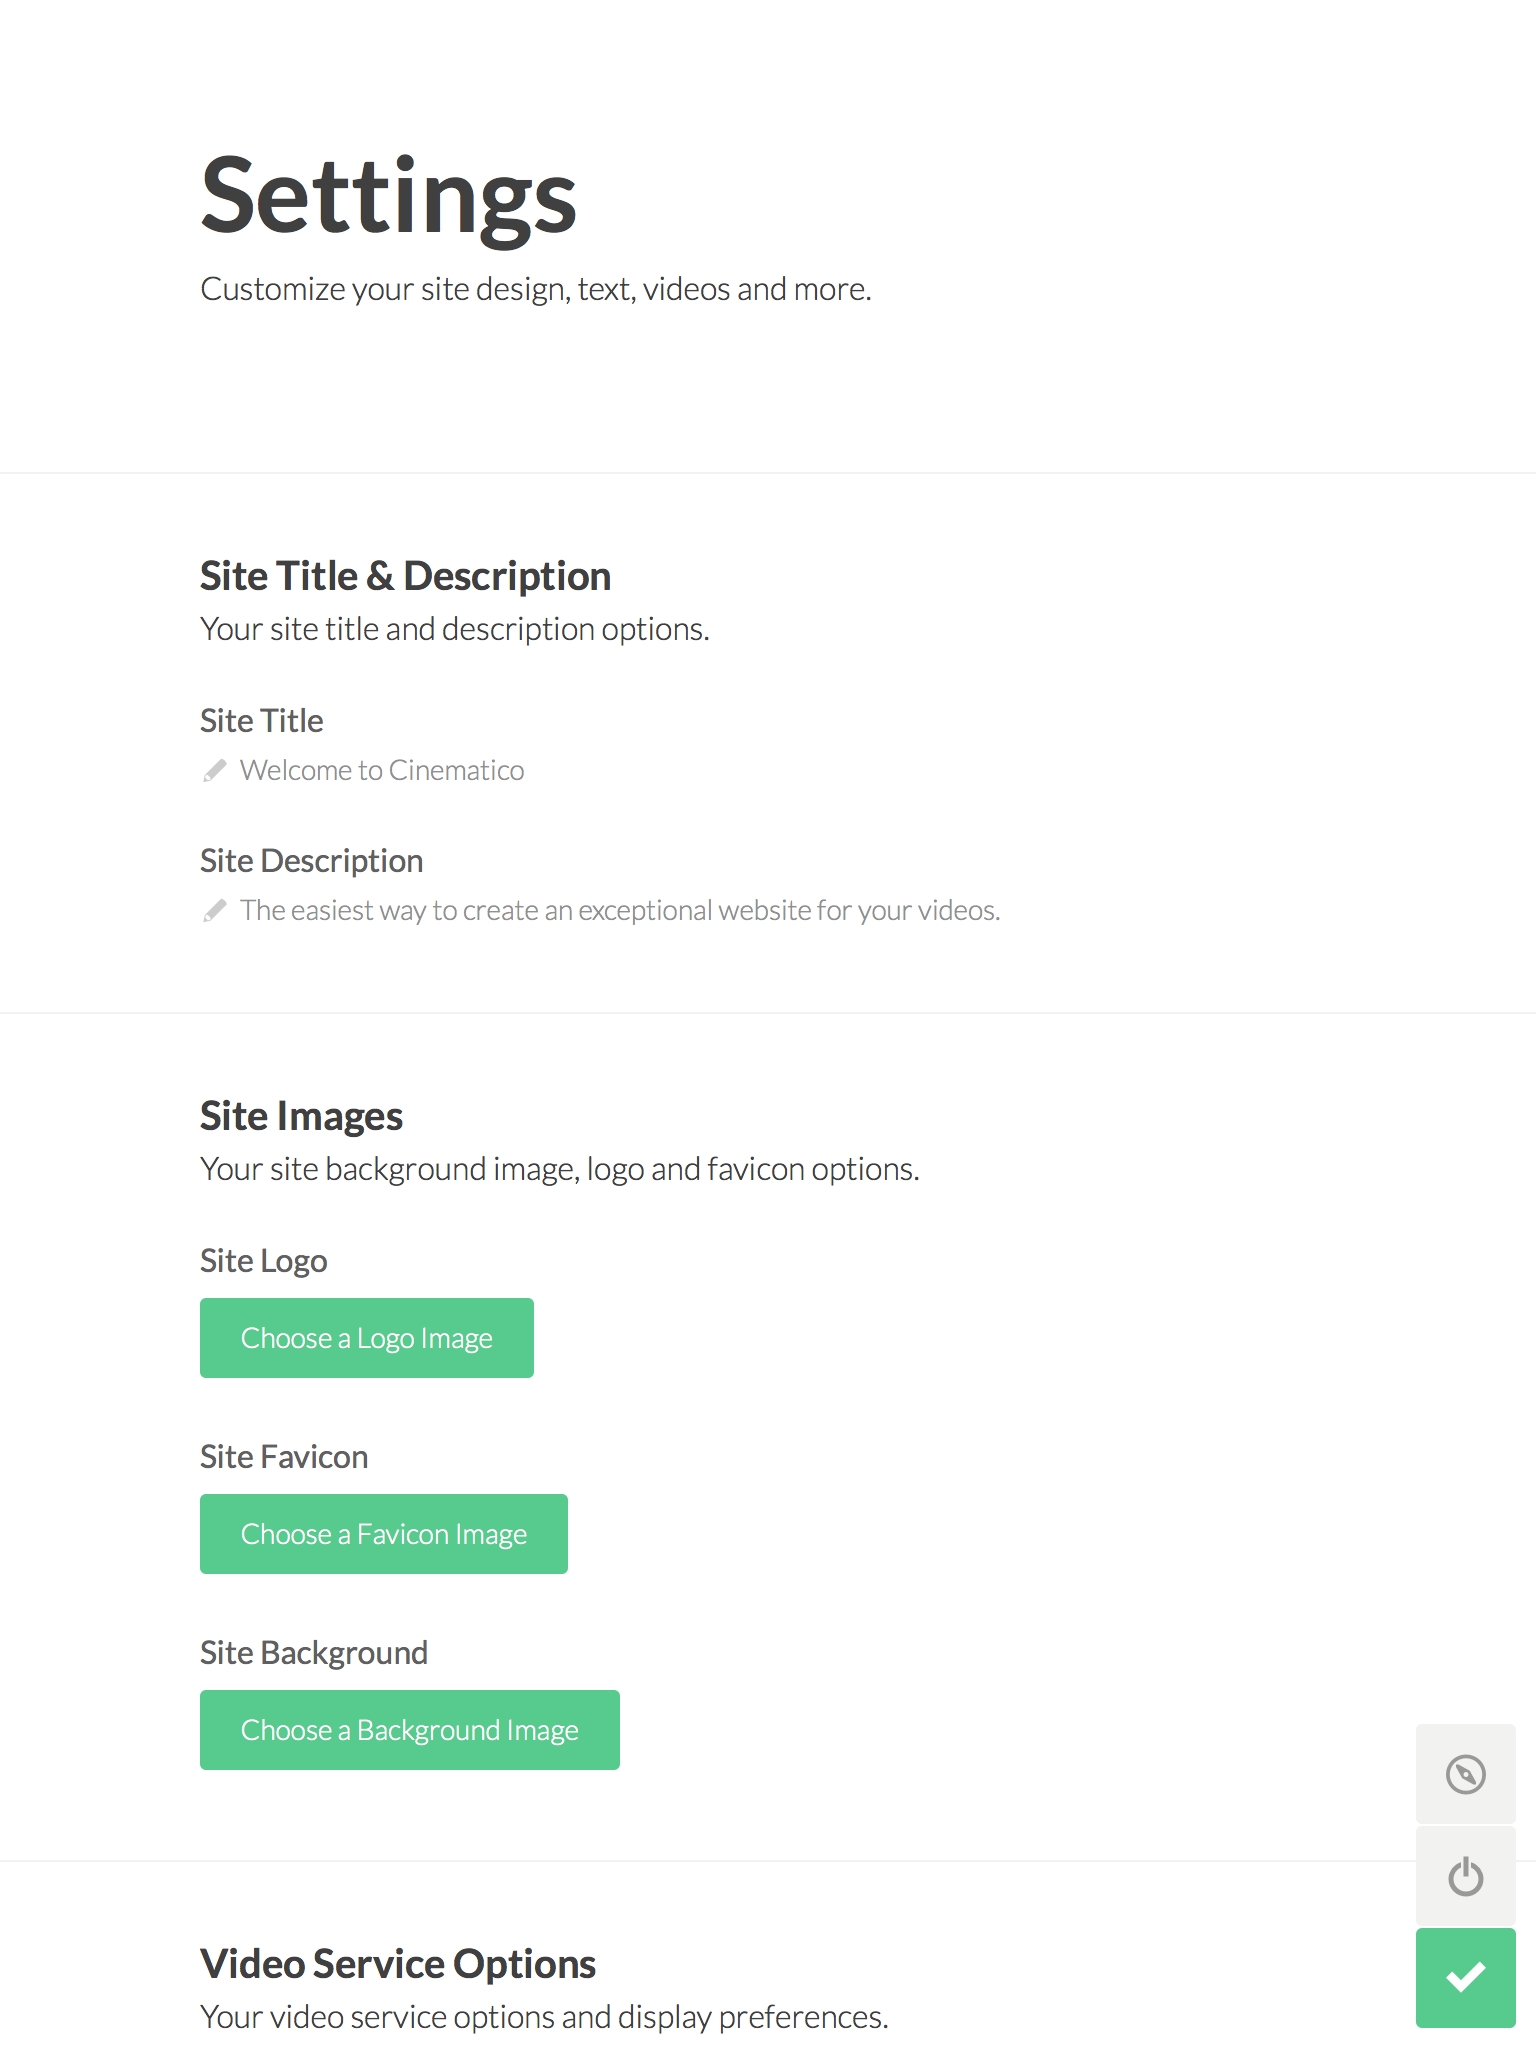 Settings
Customize your site design, text, videos and more.
Site Title & Description
Your site title and description options.
Site Title
Welcome to Cinematico
Site Description
The easiest way to create an exceptional website for your videos.
Site Images
Your site background image, logo and favicon options.
Site Logo
Choose a Logo Image
Site Favicon
Choose a Favicon Image
Site Background
Choose a Background Image
Video Service Options
Your video service options and display preferences.